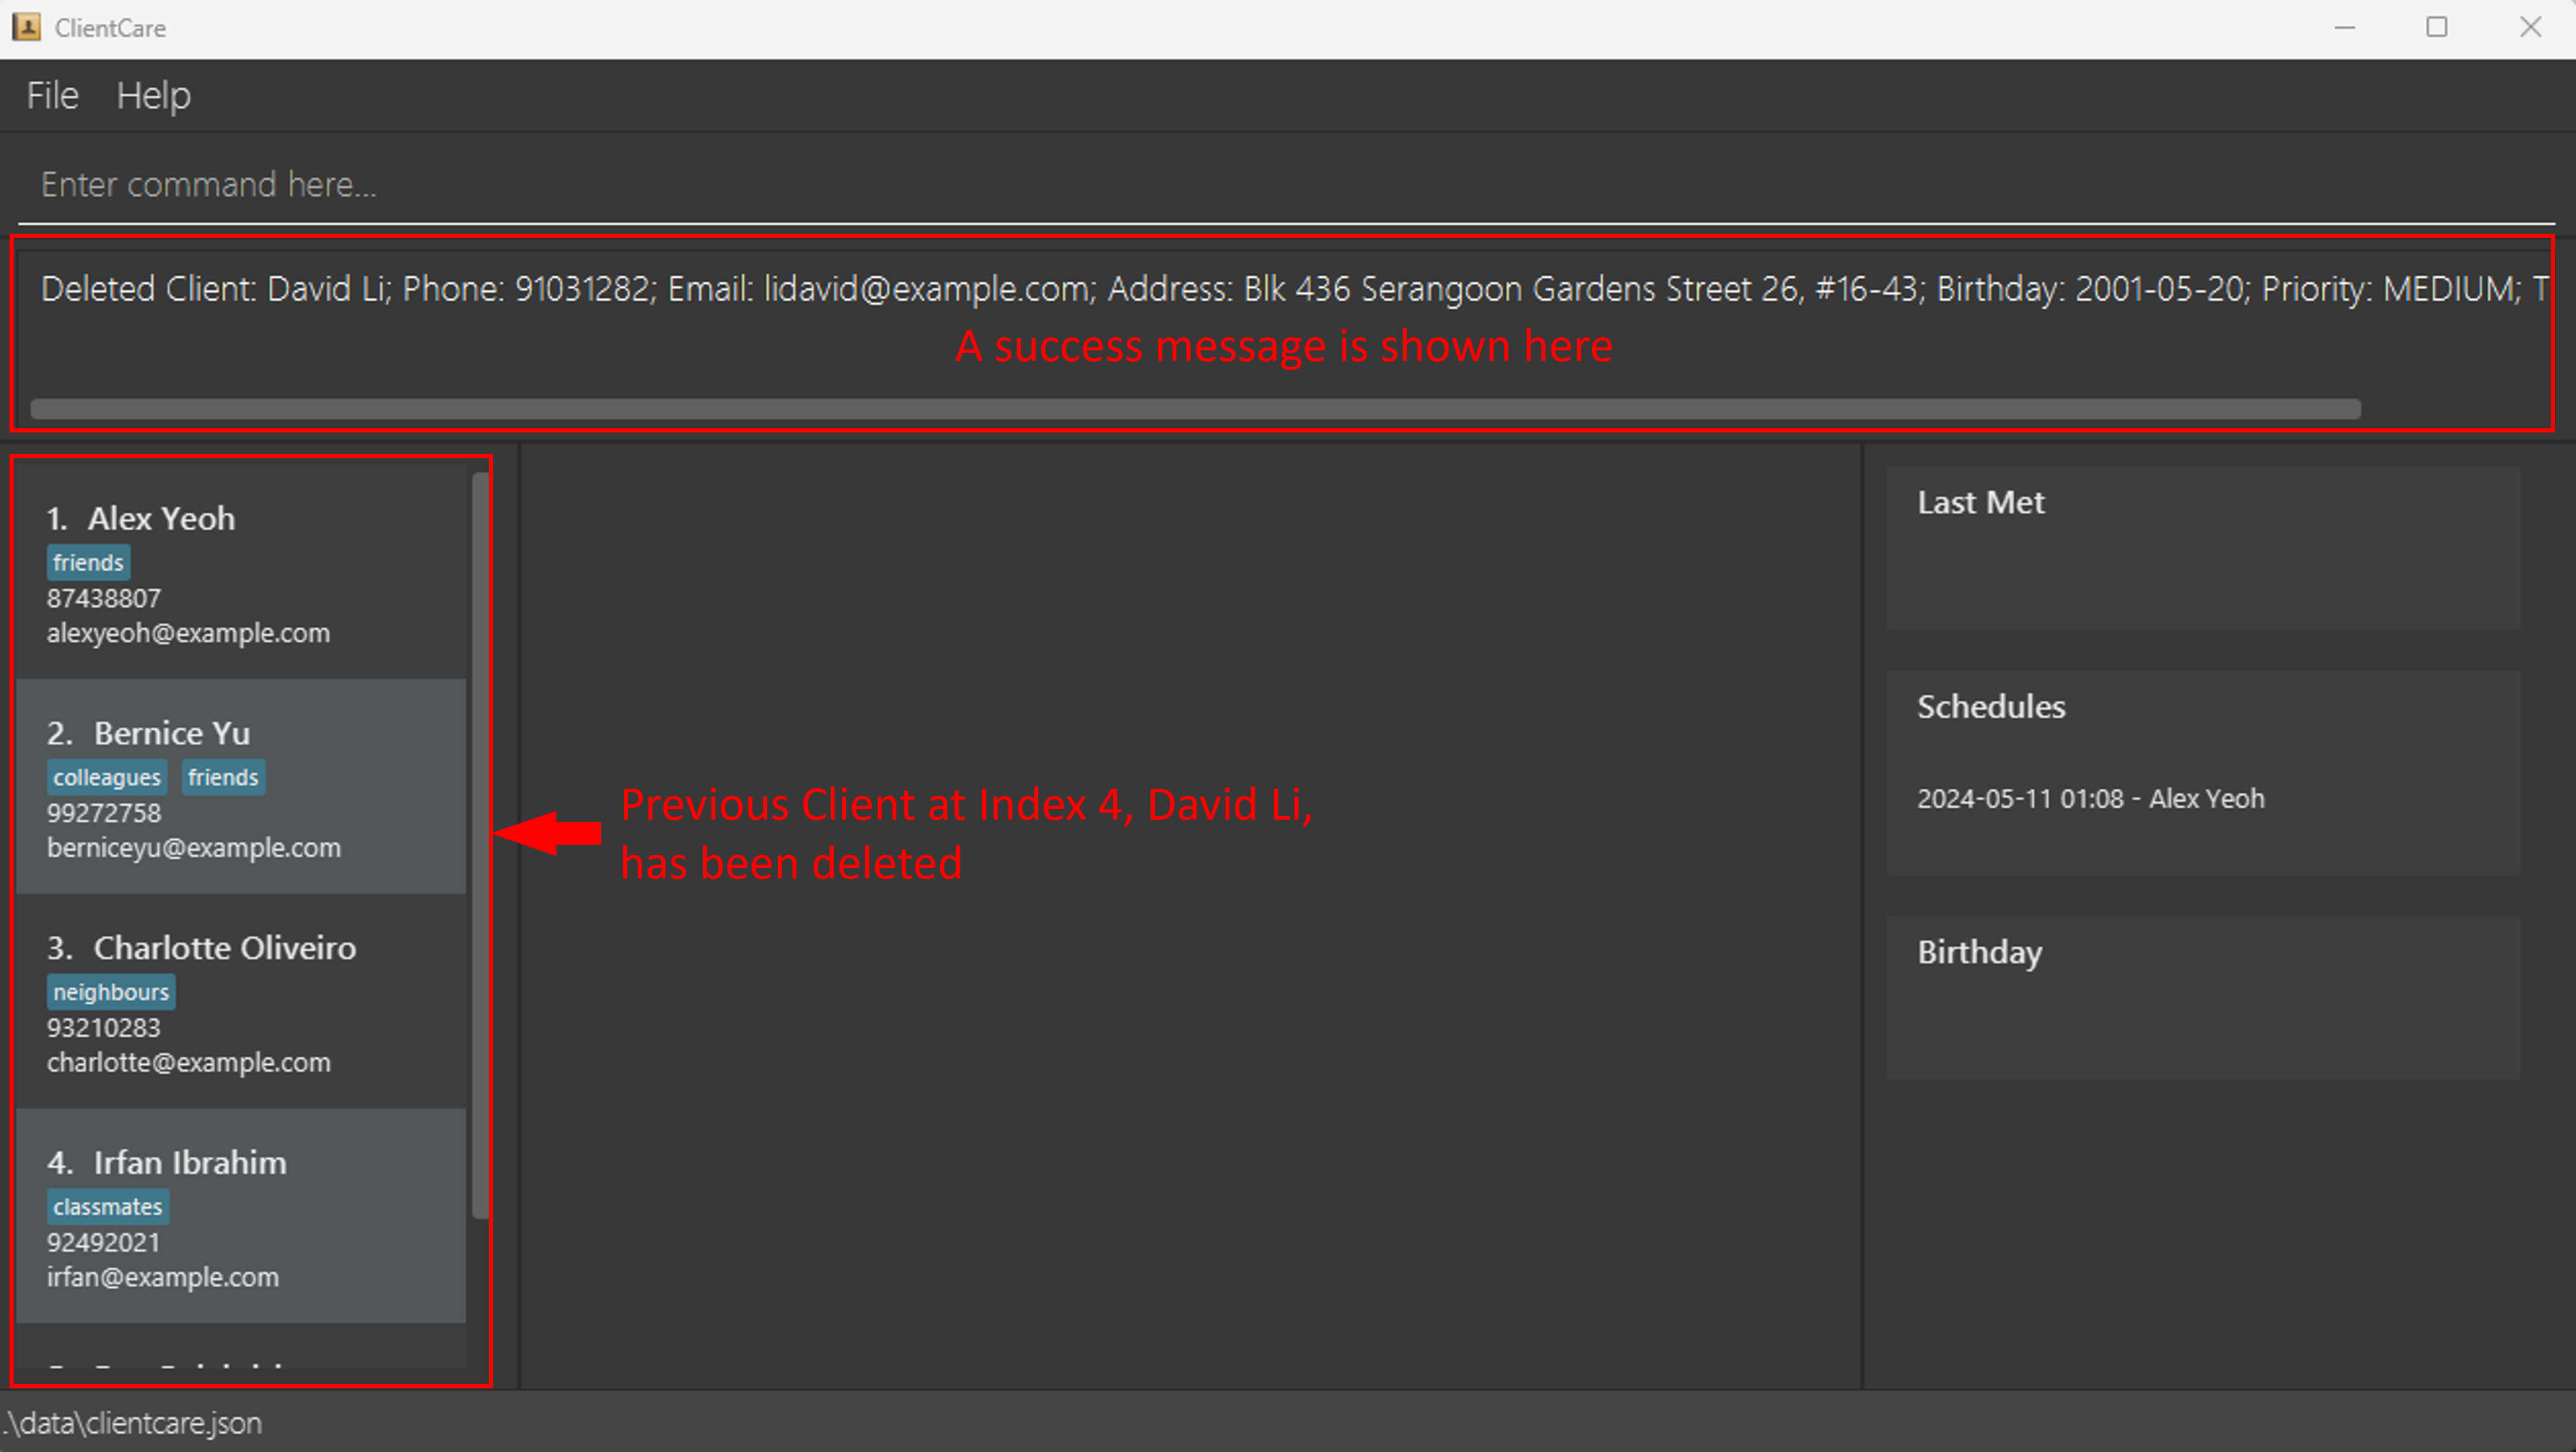 ClientCare
File Help
Enter command here...
Deleted Client: David Li; Phone: 91031282; Email: lidavid@example.com; Address: Blk 436 Serangoon Gardens Street 26, #16-43; Birthday: 2001-05-20; Priority: MEDIUM; T
A success message is shown here
1. Alex Yeoh
friends
87438807
alexyeoh@example.com
2. Bernice Yu
colleagues friends
99272758
berniceyu@example.com
3. Charlotte Oliveiro
neighbours
93210283
charlotte@example.com
4. Irfan Ibrahim
classmates
92492021
irfan@example.com
Previous Client at Index 4, David Li,
has been deleted
Last Met
Schedules
2024-05-11 01:08 - Alex Yeoh
Birthday
.\data\clientcare.json